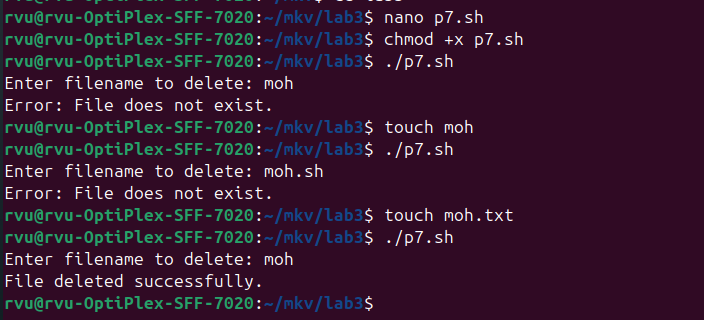 rvu@rvu-OptiPlex-SFF-7020:~/mkv/lab3$ nano p7.sh
rvu@rvu-OptiPlex-SFF-7020:~/mkv/lab3$ chmod +x p7.sh
rvu@rvu-OptiPlex-SFF-7020:~/mkv/lab3$ ./p7.sh
Enter filename to delete: moh
Error: File does not exist.
rvu@rvu-OptiPlex-SFF-7020:~/mkv/lab3$ touch moh
rvu@rvu-OptiPlex-SFF-7020:~/mkv/lab3$ ./p7.sh
Enter filename to delete: moh.sh
Error: File does not exist.
rvu@rvu-OptiPlex-SFF-7020:~/mkv/lab3$ touch moh.txt
rvu@rvu-OptiPlex-SFF-7020:~/mkv/lab3$ ./p7.sh
Enter filename to delete: moh
File deleted successfully.
rvu@rvu-OptiPlex-SFF-7020:~/mkv/lab3$